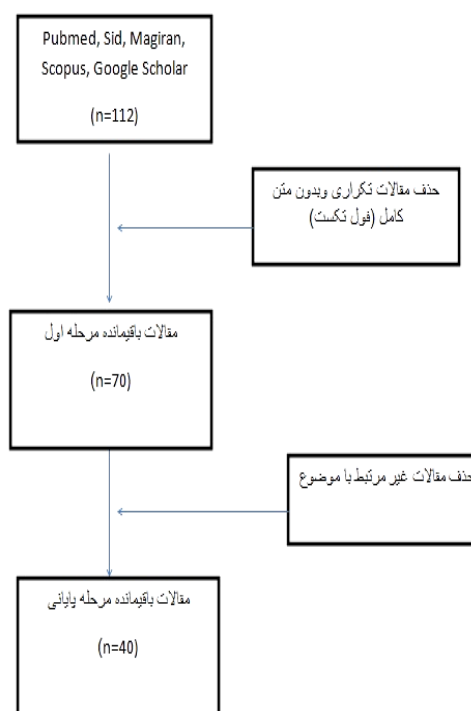 Pubmed, Sid, Magiran,
Scopus, Google Scholar
(n=112)
حذف مقالات تکراری وبدون متن
کامل (فول تکست)
مقالات باقیمانده مرحله اول
(n=70)
حذف مقالات غیر مرتبط با موضوع
مقالات باقیمانده مرحله پایانی
(n=40)